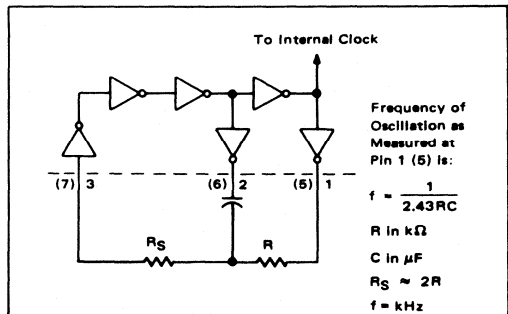 To Internal Clock
Frequency of
Oscillation as
Measured at
Pin 1 (5) is:
(7) 3
(6) 2
(5) 1
f = 1 / 2.43RC
R in kΩ
C in μF
RS ≈ 2R
f = kHz
RS
R